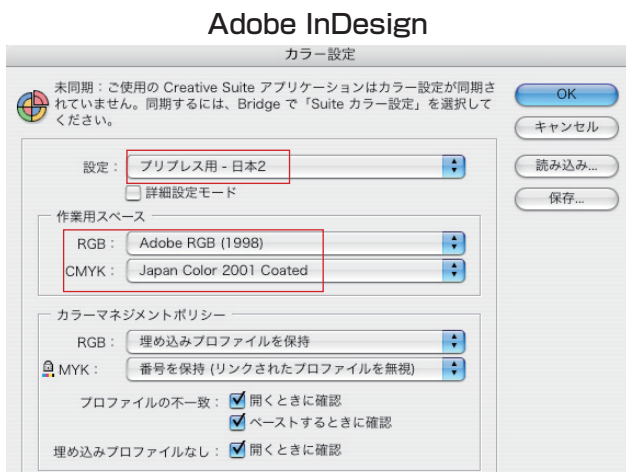 Adobe InDesign
カラー設定
未同期：ご使用の Creative Suite アプリケーションはカラー設定が同期さ
れていません。同期するには、Bridge で「Suite カラー設定」を選択して
ください。
OK
キャンセル
読み込み...
保存...
設定： プリプレス用 - 日本2
詳細設定モード
作業用スペース
RGB： Adobe RGB (1998)
CMYK： Japan Color 2001 Coated
カラーマネジメントポリシー
RGB： 埋め込みプロファイルを保持
MYK： 番号を保持 (リンクされたプロファイルを無視)
プロファイルの不一致： 開くときに確認
ペーストするときに確認
埋め込みプロファイルなし： 開くときに確認